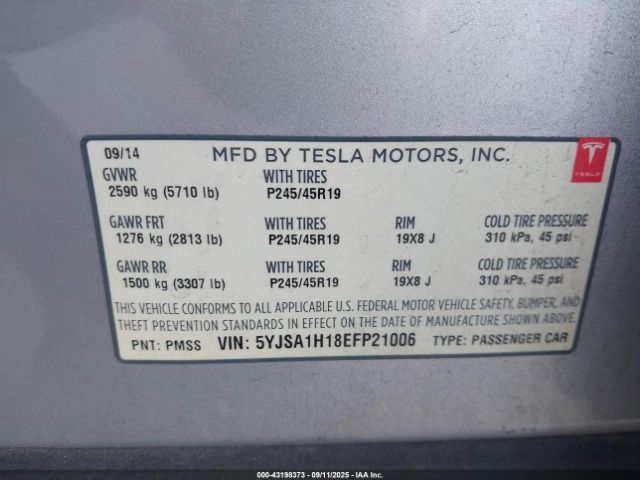 09/14 MFD BY TESLA MOTORS, INC.
TESLA
GVWR WITH TIRES
2590 kg (5710 lb) P245/45R19
GAWR FRT WITH TIRES RIM COLD TIRE PRESSURE
1276 kg (2813 lb) P245/45R19 19X8 J 310 kPa, 45 psi
GAWR RR WITH TIRES RIM COLD TIRE PRESSURE
1500 kg (3307 lb) P245/45R19 19X8 J 310 kPa, 45 psi
THIS VEHICLE CONFORMS TO ALL APPLICABLE U.S. FEDERAL MOTOR VEHICLE SAFETY, BUMPER, AND
THEFT PREVENTION STANDARDS IN EFFECT ON THE DATE OF MANUFACTURE SHOWN ABOVE.
PNT: PMSS VIN: 5YJSA1H18EFP21006 TYPE: PASSENGER CAR
© 43198373 - 09/11/2025 - IAA Inc.